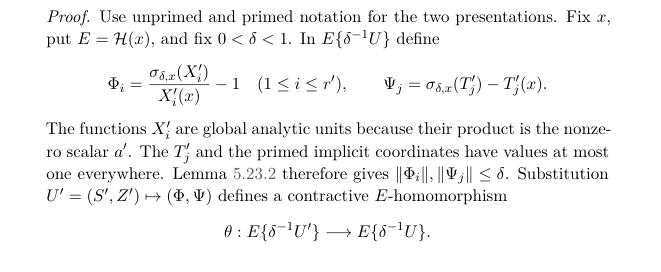 Proof. Use unprimed and primed notation for the two presentations. Fix x,
put E = ℋ(x), and fix 0 < δ < 1. In E{δ⁻¹U} define
Φᵢ = σ_{δ,x}(X′ᵢ) / X′ᵢ(x) − 1 (1 ≤ i ≤ r′), Ψⱼ = σ_{δ,x}(T′ⱼ) − T′ⱼ(x).
The functions X′ᵢ are global analytic units because their product is the nonze-
ro scalar a′. The T′ⱼ and the primed implicit coordinates have values at most
one everywhere. Lemma 5.23.2 therefore gives ‖Φᵢ‖, ‖Ψⱼ‖ ≤ δ. Substitution
U′ = (S′, Z′) ↦ (Φ, Ψ) defines a contractive E-homomorphism
θ : E{δ⁻¹U′} ⟶ E{δ⁻¹U}.